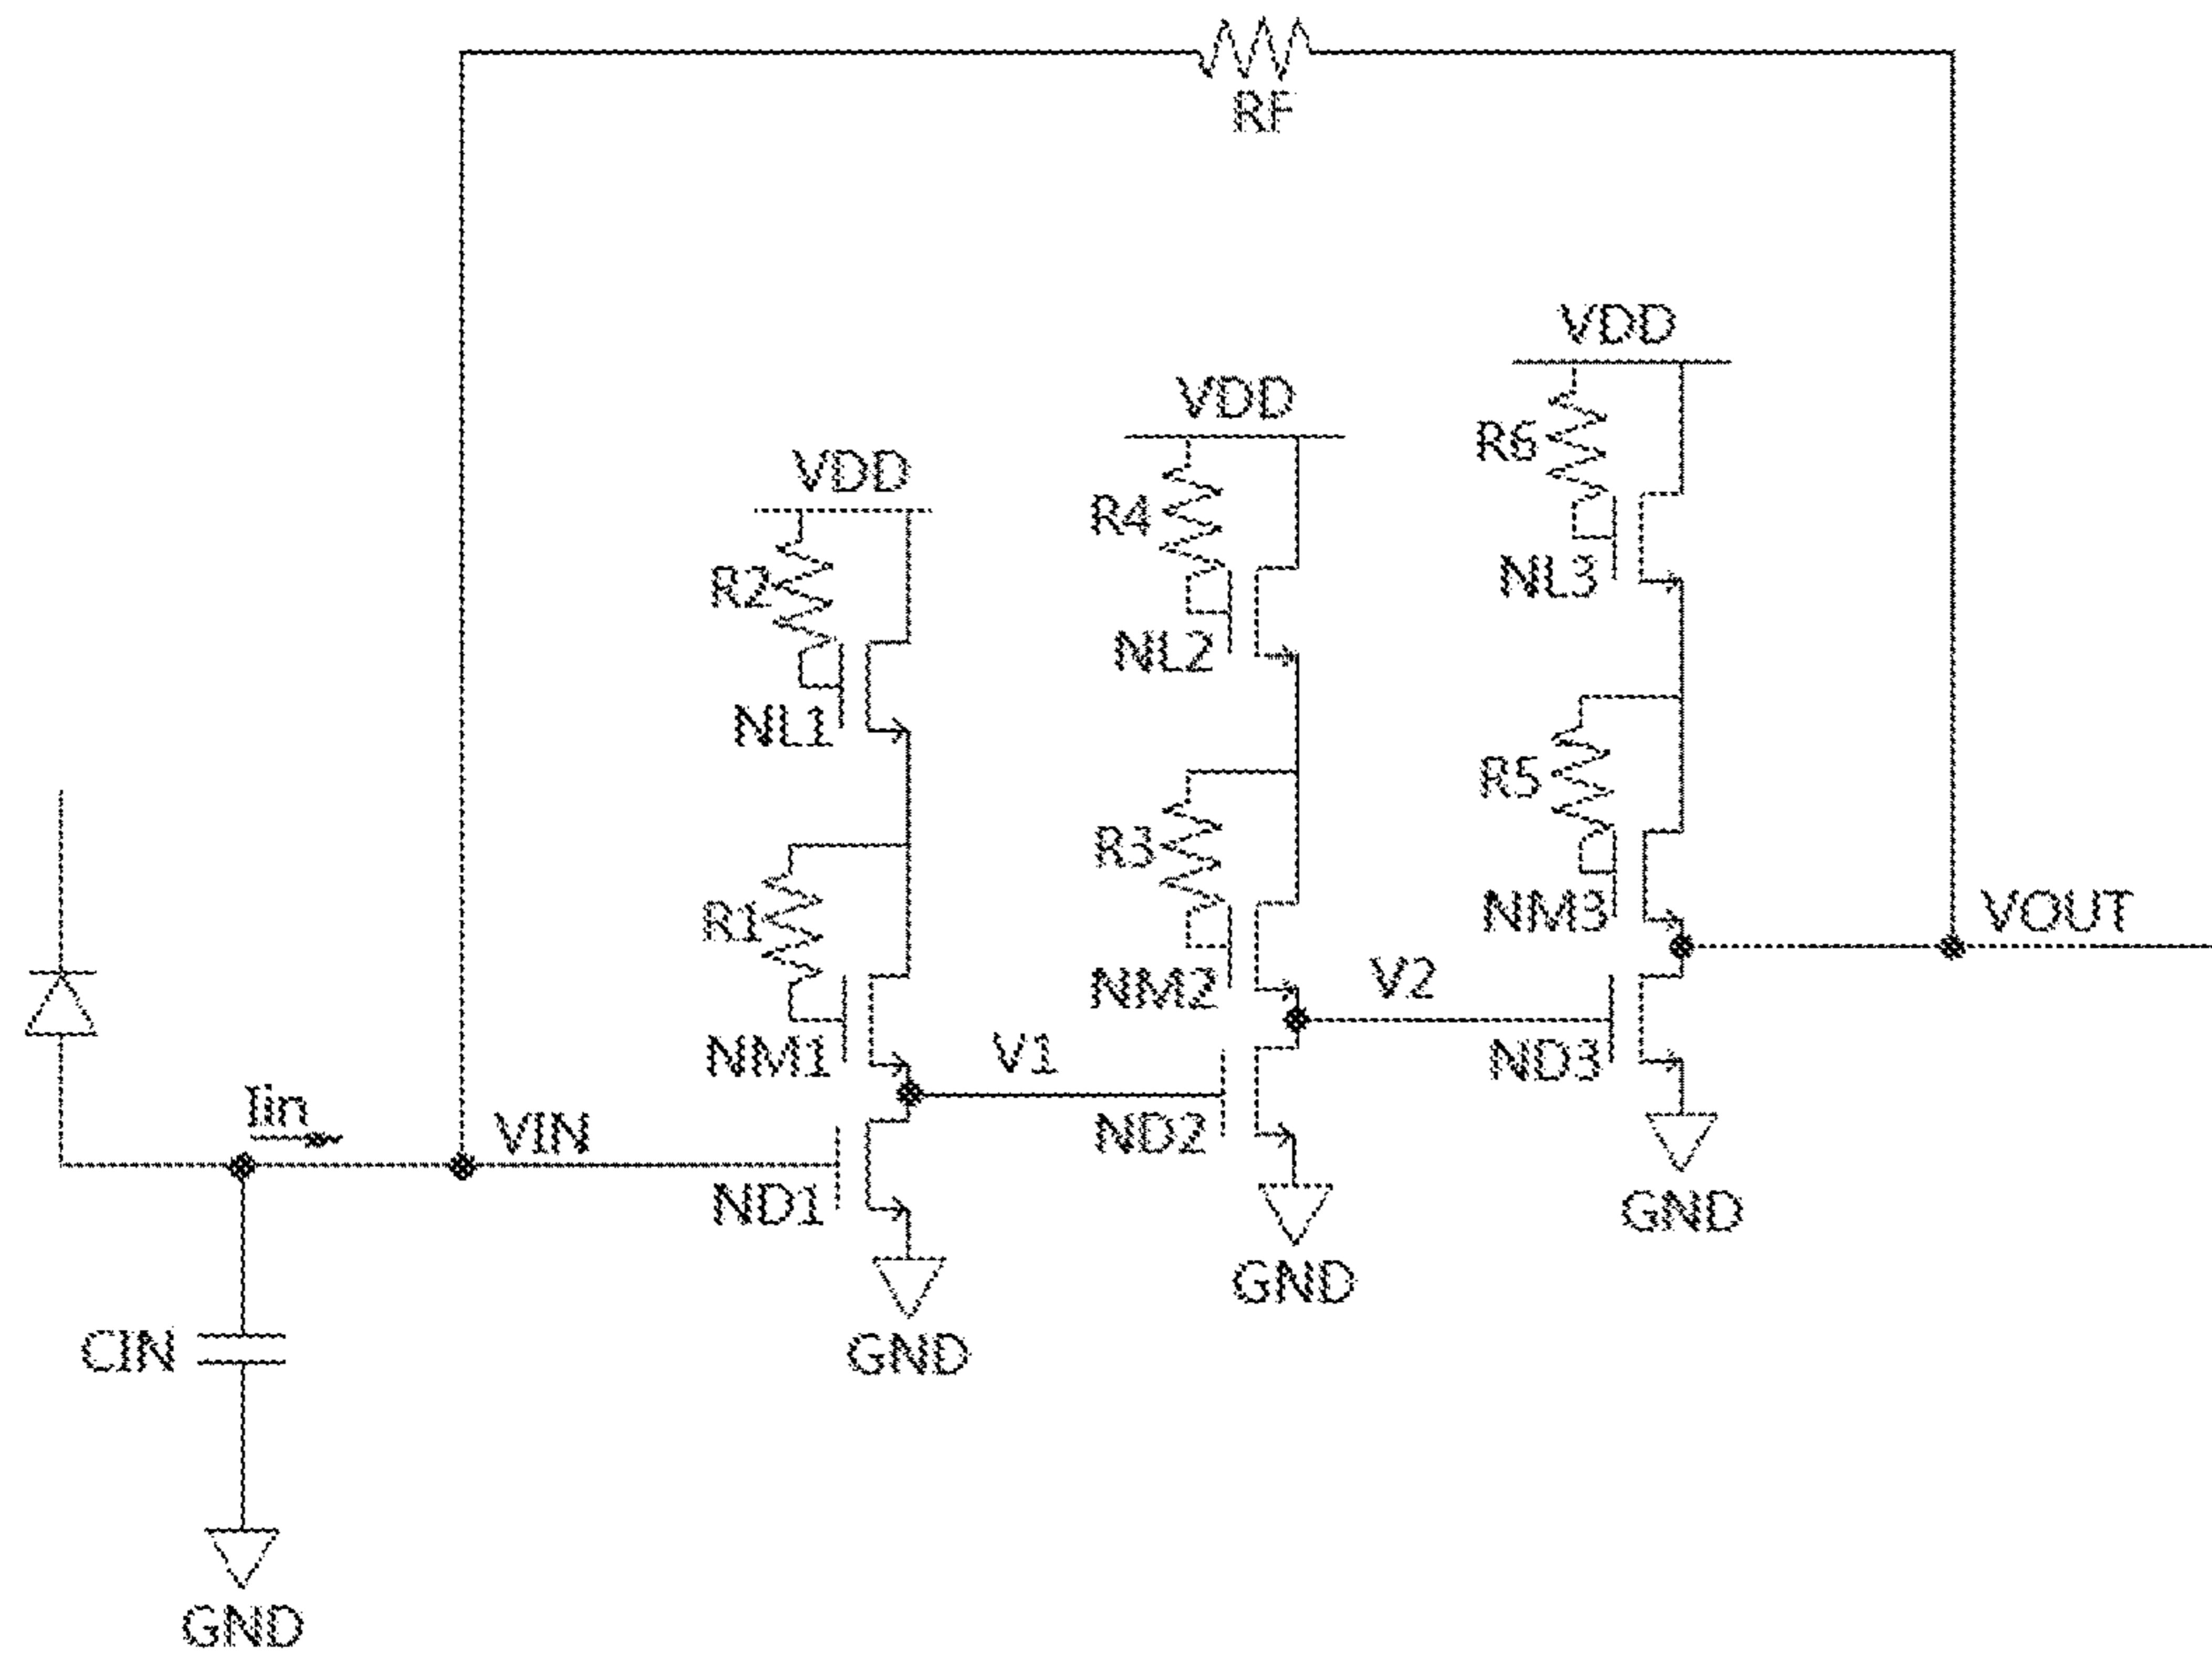 RF
VDD
VDD
VDD
R6
R4
R2
NL3
NL2
NL1
R5
R3
R1
NM3
VOUT
NM2
V2
NM1
V1
ND3
Iin
VIN
ND2
ND1
GND
GND
CIN
GND
GND